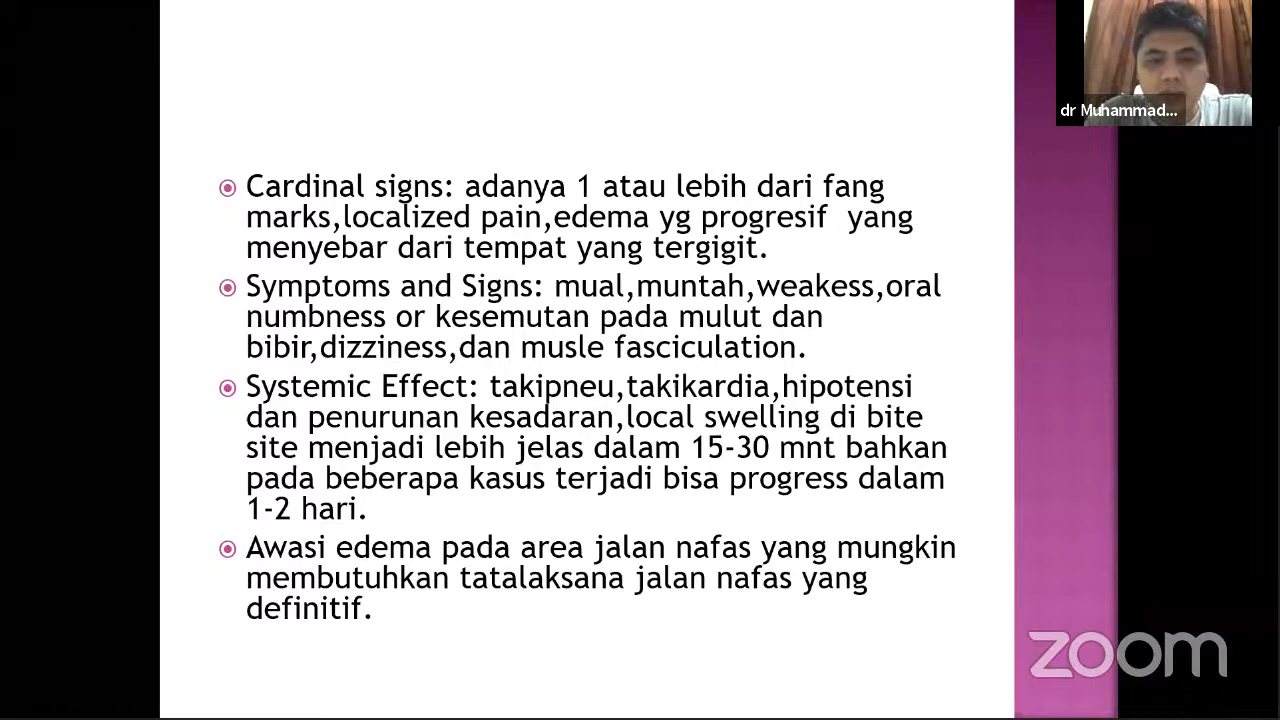 dr Muhammad...
Cardinal signs: adanya 1 atau lebih dari fang
marks,localized pain,edema yg progresif yang
menyebar dari tempat yang tergigit.
Symptoms and Signs: mual,muntah,weakess,oral
numbness or kesemutan pada mulut dan
bibir,dizziness,dan musle fasciculation.
Systemic Effect: takipneu,takikardia,hipotensi
dan penurunan kesadaran,local swelling di bite
site menjadi lebih jelas dalam 15-30 mnt bahkan
pada beberapa kasus terjadi bisa progress dalam
1-2 hari.
Awasi edema pada area jalan nafas yang mungkin
membutuhkan tatalaksana jalan nafas yang
definitif.
zoom